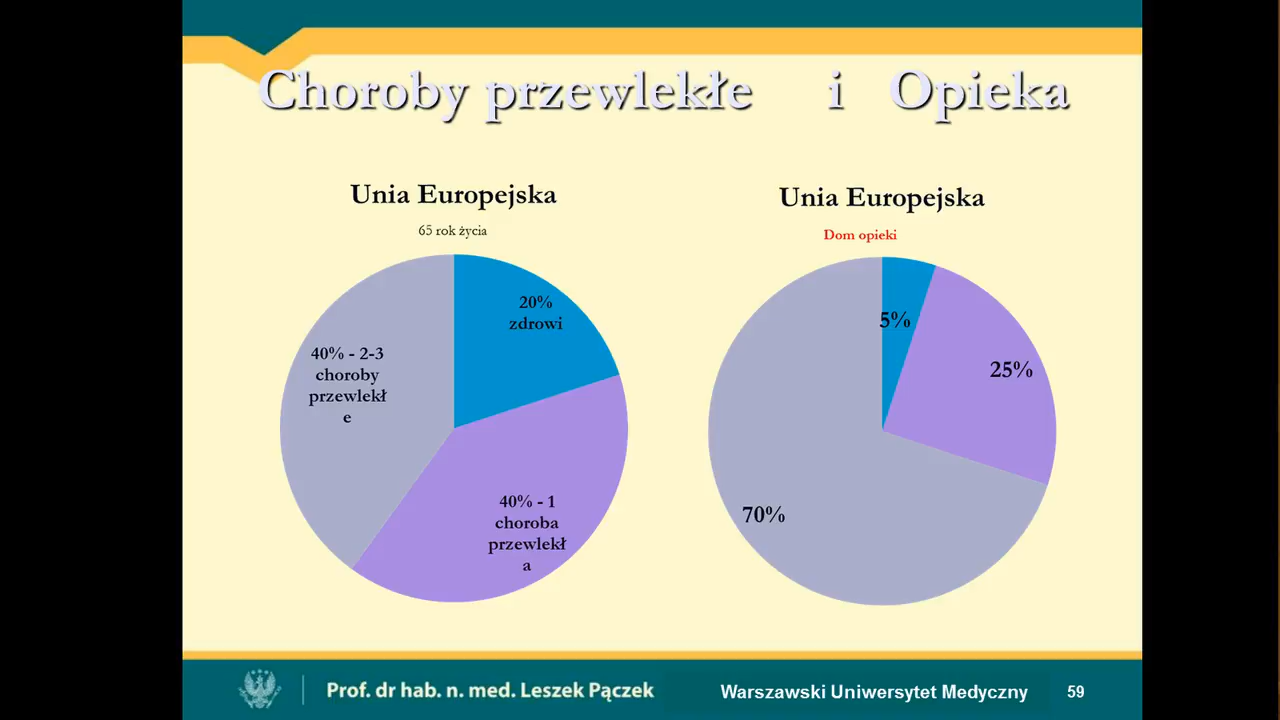 Choroby przewlekłe i Opieka
Unia Europejska
65 rok życia
20%
zdrowi
40% - 2-3
choroby
przewlekł
e
40% - 1
choroba
przewlekł
a
Unia Europejska
Dom opieki
5%
25%
70%
Prof. dr hab. n. med. Leszek Pączek
Warszawski Uniwersytet Medyczny
59